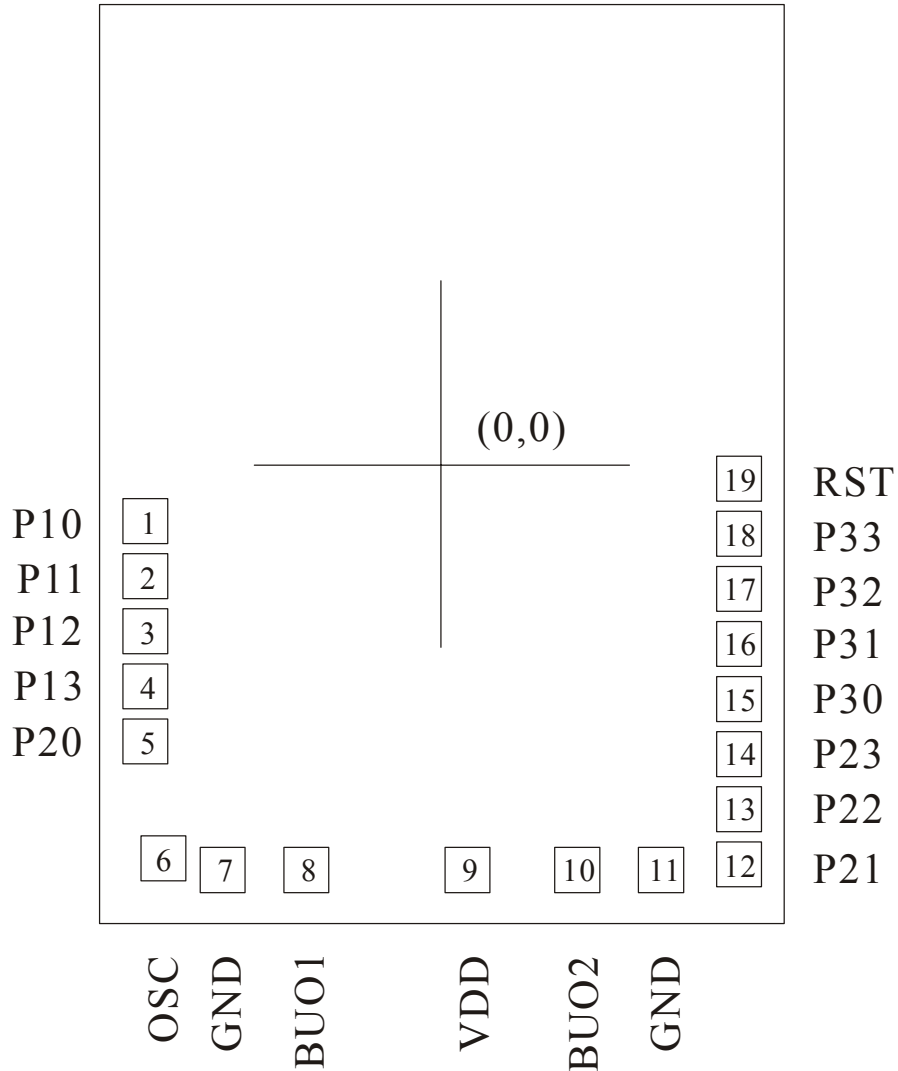 (0,0)
19 RST
P10 1
18 P33
P11 2
17 P32
P12 3
16 P31
P13 4
15 P30
P20 5
14 P23
13 P22
6 7 8 9 10 11 12 P21
OSC
GND
BUO1
VDD
BUO2
GND